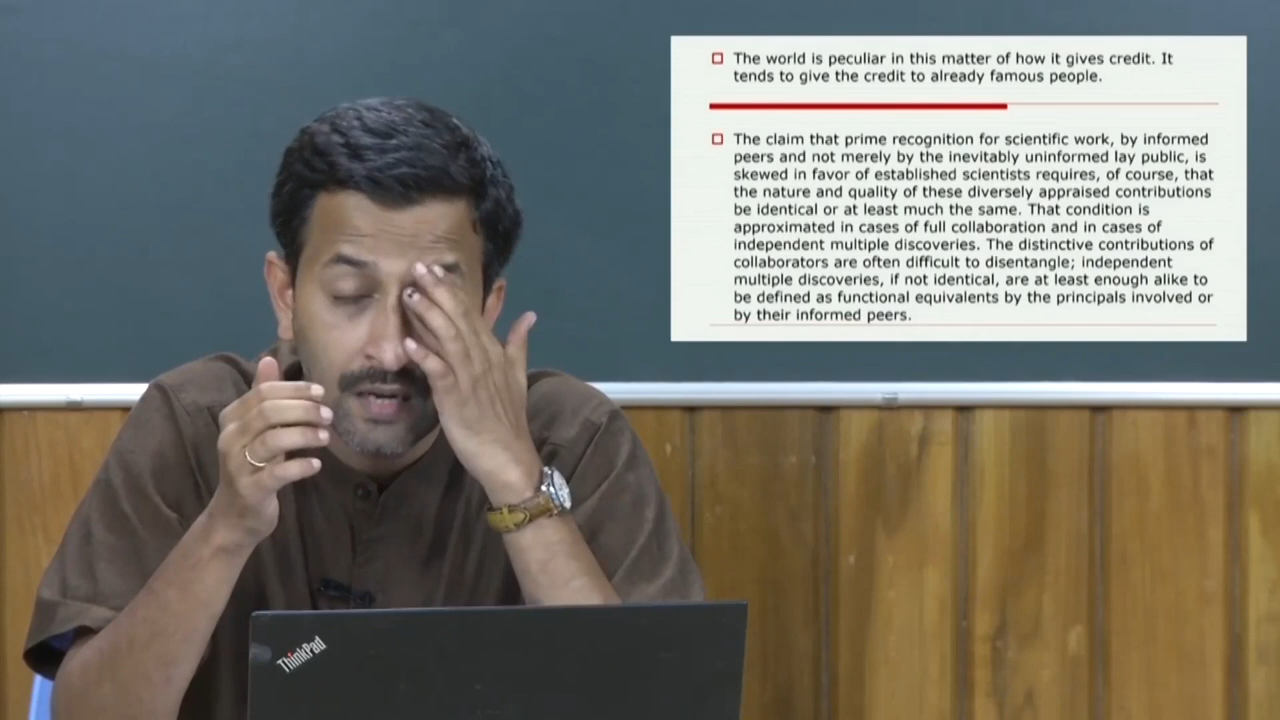 The world is peculiar in this matter of how it gives credit. It
tends to give the credit to already famous people.
The claim that prime recognition for scientific work, by informed
peers and not merely by the inevitably uninformed lay public, is
skewed in favor of established scientists requires, of course, that
the nature and quality of these diversely appraised contributions
be identical or at least much the same. That condition is
approximated in cases of full collaboration and in cases of
independent multiple discoveries. The distinctive contributions of
collaborators are often difficult to disentangle; independent
multiple discoveries, if not identical, are at least enough alike to
be defined as functional equivalents by the principals involved or
by their informed peers.
ThinkPad